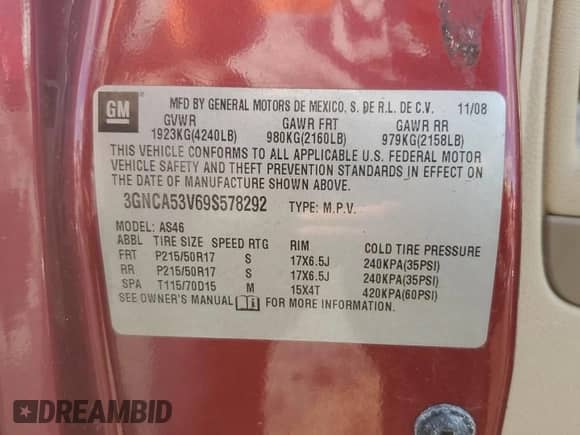 GM® MFD BY GENERAL MOTORS DE MEXICO, S. DE R.L. DE C.V. 11/08
GVWR GAWR FRT GAWR RR
1923KG(4240LB) 980KG(2160LB) 979KG(2158LB)
THIS VEHICLE CONFORMS TO ALL APPLICABLE U.S. FEDERAL MOTOR
VEHICLE SAFETY AND THEFT PREVENTION STANDARDS IN EFFECT ON
THE DATE OF MANUFACTURE SHOWN ABOVE.
3GNCA53V69S578292 TYPE: M.P.V.
MODEL: AS46
ABBL TIRE SIZE SPEED RTG RIM COLD TIRE PRESSURE
FRT P215/50R17 S 17X6.5J 240KPA(35PSI)
RR P215/50R17 S 17X6.5J 240KPA(35PSI)
SPA T115/70D15 M 15X4T 420KPA(60PSI)
SEE OWNER'S MANUAL FOR MORE INFORMATION.
DREAMBID